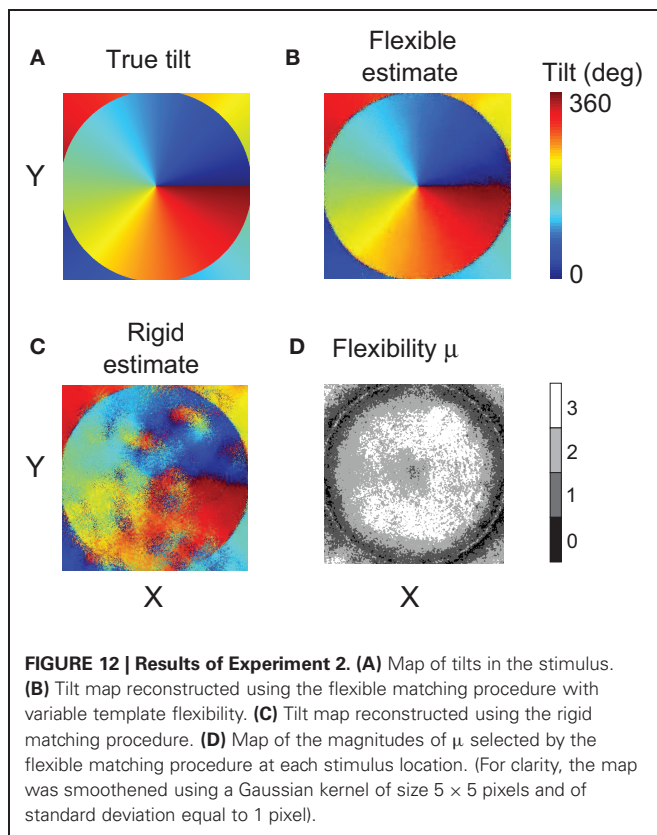 A
True tilt
B
Flexible
estimate
Tilt (deg)
360
0
Y
C
Rigid
estimate
D
Flexibility μ
3
2
1
0
Y
X
X
FIGURE 12 | Results of Experiment 2. (A) Map of tilts in the stimulus.
(B) Tilt map reconstructed using the flexible matching procedure with
variable template flexibility. (C) Tilt map reconstructed using the rigid
matching procedure. (D) Map of the magnitudes of μ selected by the
flexible matching procedure at each stimulus location. (For clarity, the map
was smoothened using a Gaussian kernel of size 5 × 5 pixels and of
standard deviation equal to 1 pixel).